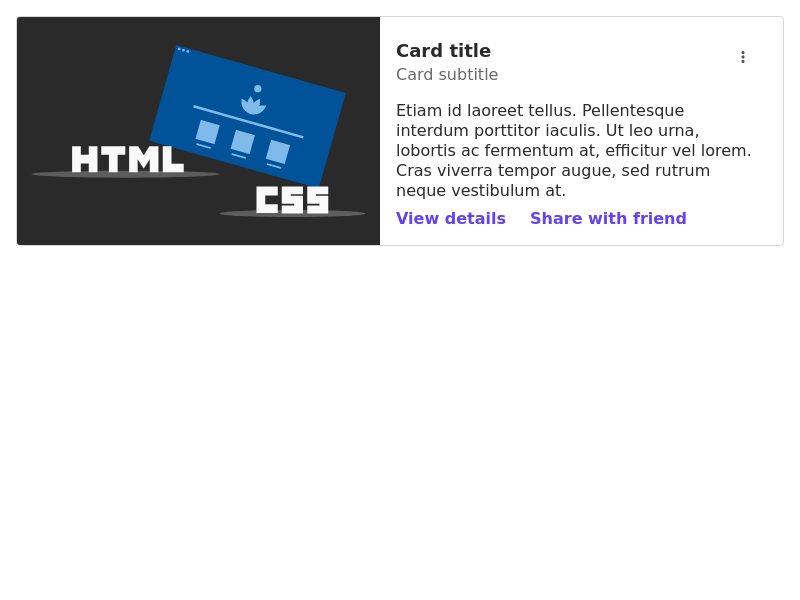 HTML
CSS
Card title
Card subtitle
Etiam id laoreet tellus. Pellentesque
interdum porttitor iaculis. Ut leo urna,
lobortis ac fermentum at, efficitur vel lorem.
Cras viverra tempor augue, sed rutrum
neque vestibulum at.
View details Share with friend